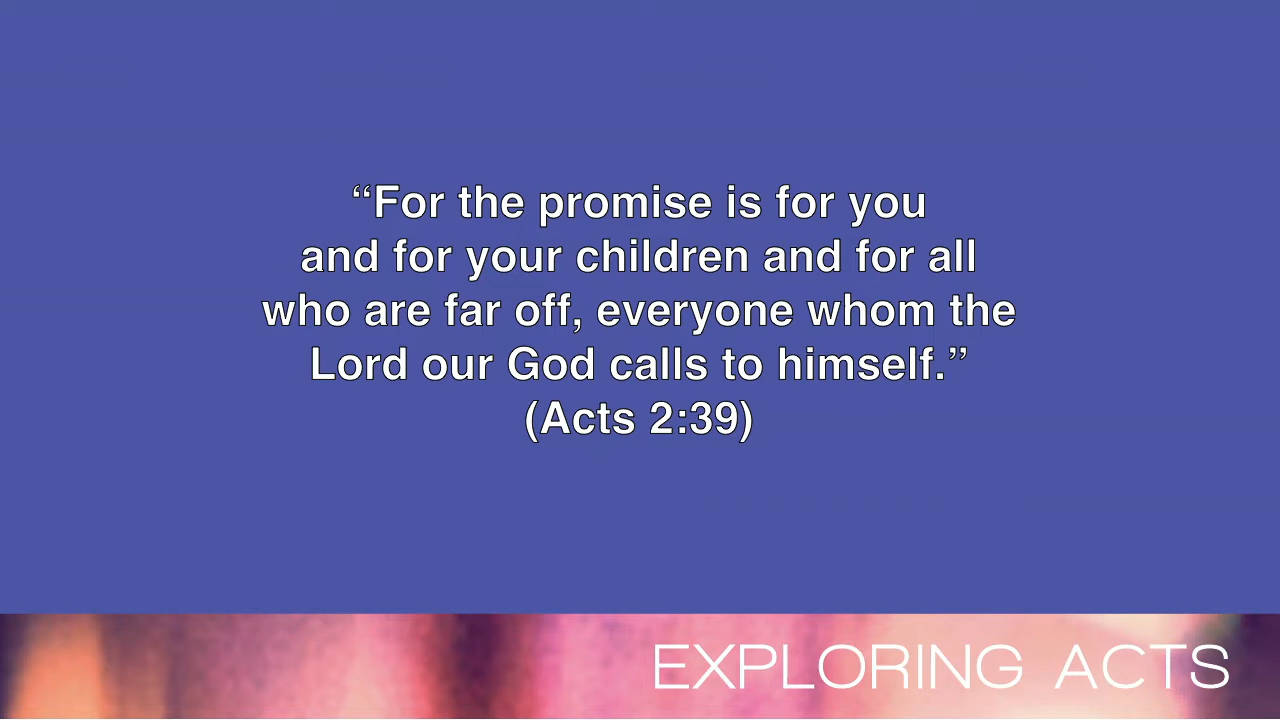 “For the promise is for you
and for your children and for all
who are far off, everyone whom the
Lord our God calls to himself.”
(Acts 2:39)
EXPLORING ACTS